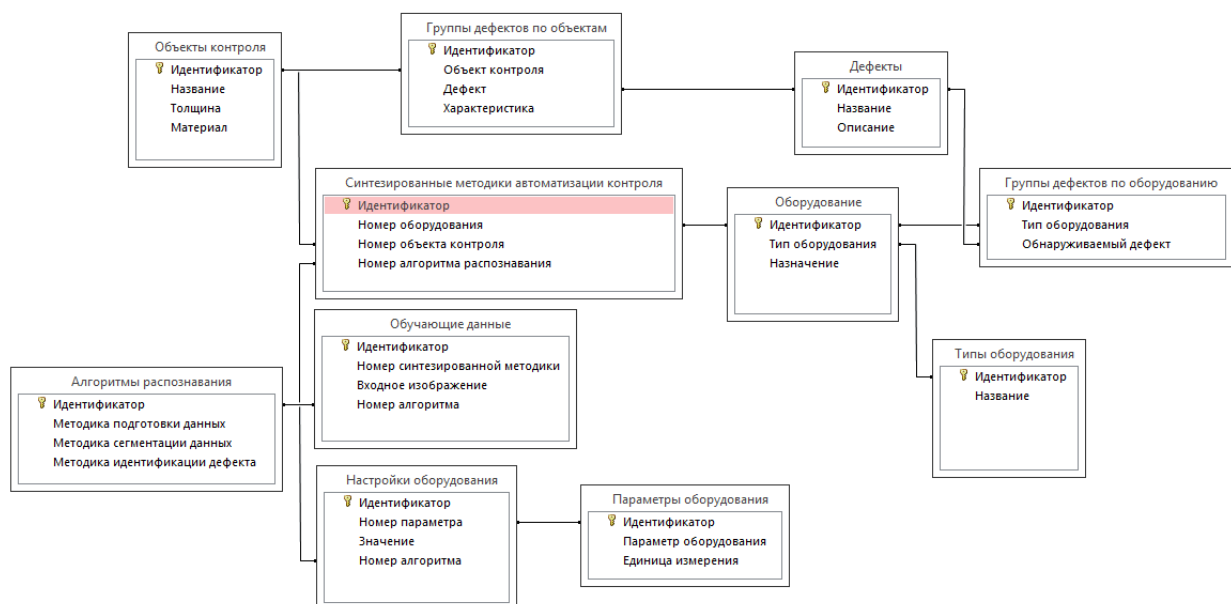 Объекты контроля
Идентификатор
Название
Толщина
Материал
Группы дефектов по объектам
Идентификатор
Объект контроля
Дефект
Характеристика
Дефекты
Идентификатор
Название
Описание
Синтезированные методики автоматизации контроля
Идентификатор
Номер оборудования
Номер объекта контроля
Номер алгоритма распознавания
Оборудование
Идентификатор
Тип оборудования
Назначение
Группы дефектов по оборудованию
Идентификатор
Тип оборудования
Обнаруживаемый дефект
Обучающие данные
Идентификатор
Номер синтезированной методики
Входное изображение
Номер алгоритма
Типы оборудования
Идентификатор
Название
Алгоритмы распознавания
Идентификатор
Методика подготовки данных
Методика сегментации данных
Методика идентификации дефекта
Настройки оборудования
Идентификатор
Номер параметра
Значение
Номер алгоритма
Параметры оборудования
Идентификатор
Параметр оборудования
Единица измерения